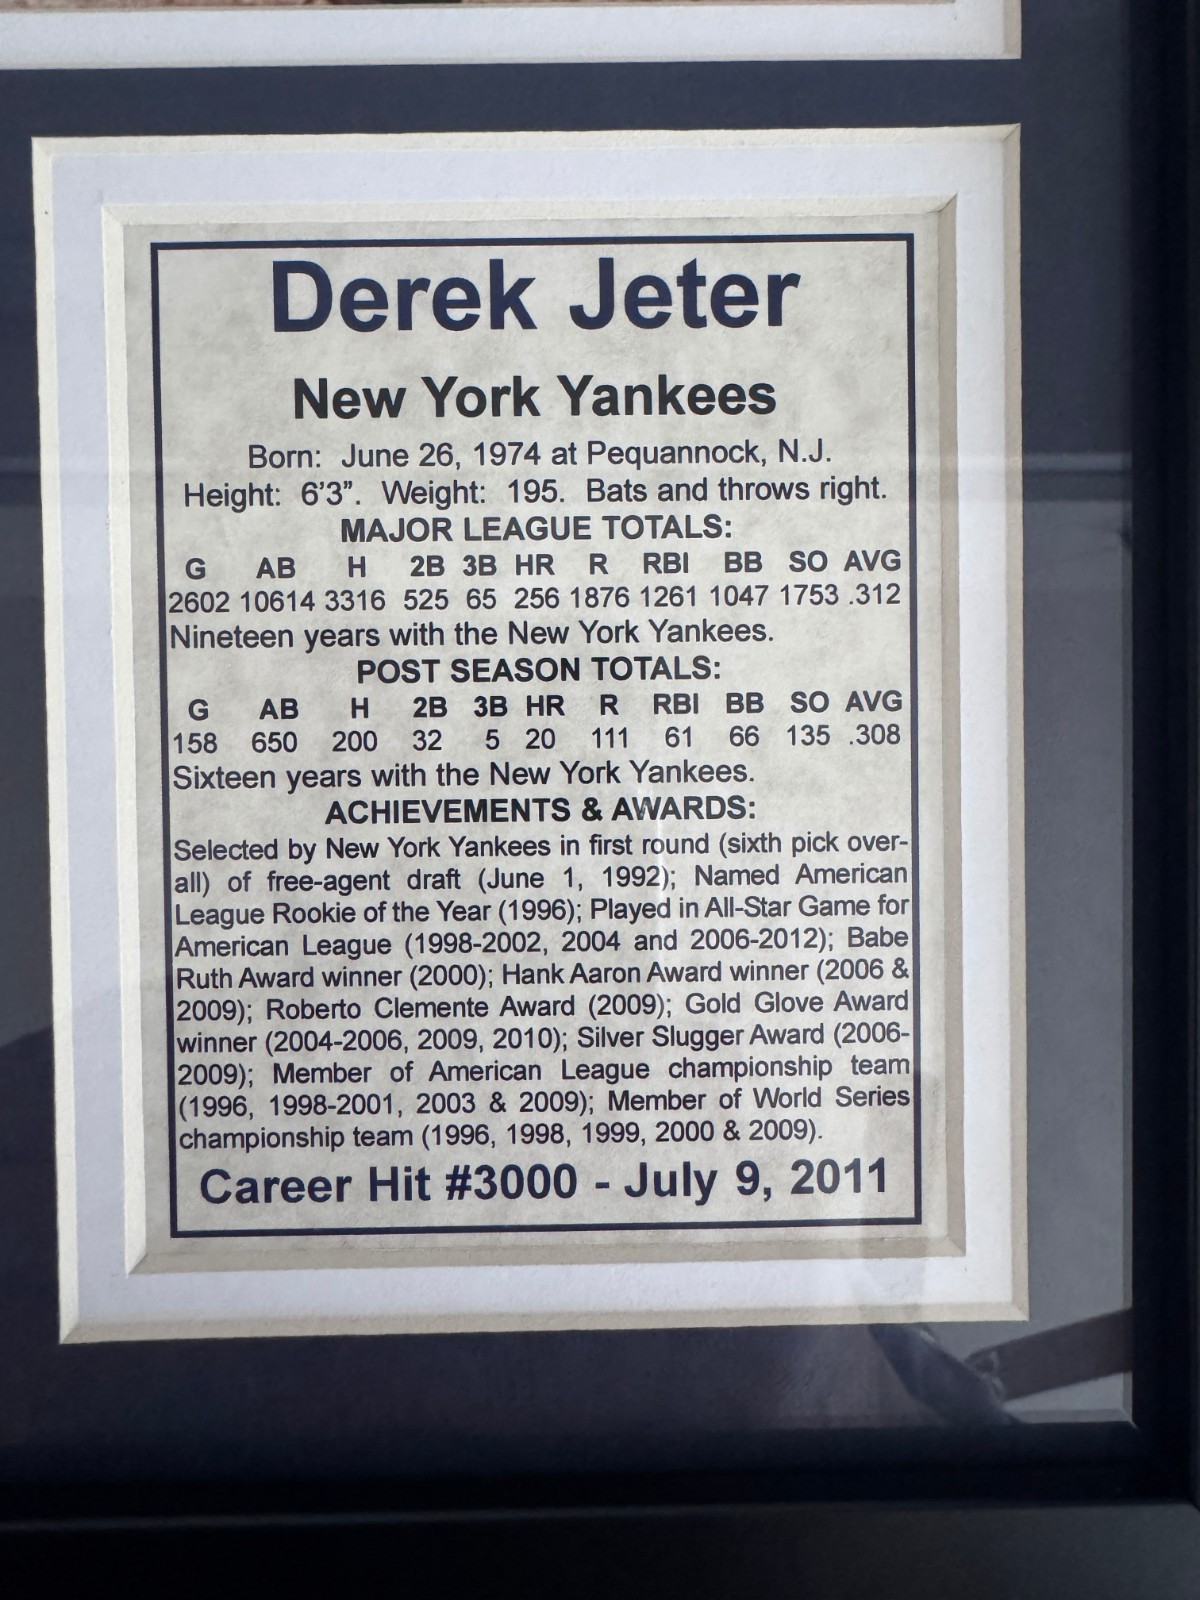 Derek Jeter
New York Yankees
Born: June 26, 1974 at Pequannock, N.J.
Height: 6'3". Weight: 195. Bats and throws right.
MAJOR LEAGUE TOTALS:
G AB H 2B 3B HR R RBI BB SO AVG
2602 10614 3316 525 65 256 1876 1261 1047 1753 .312
Nineteen years with the New York Yankees.
POST SEASON TOTALS:
G AB H 2B 3B HR R RBI BB SO AVG
158 650 200 32 5 20 111 61 66 135 .308
Sixteen years with the New York Yankees.
ACHIEVEMENTS & AWARDS:
Selected by New York Yankees in first round (sixth pick over-
all) of free-agent draft (June 1, 1992); Named American
League Rookie of the Year (1996); Played in All-Star Game for
American League (1998-2002, 2004 and 2006-2012); Babe
Ruth Award winner (2000); Hank Aaron Award winner (2006 &
2009); Roberto Clemente Award (2009); Gold Glove Award
winner (2004-2006, 2009, 2010); Silver Slugger Award (2006-
2009); Member of American League championship team
(1996, 1998-2001, 2003 & 2009); Member of World Series
championship team (1996, 1998, 1999, 2000 & 2009).
Career Hit #3000 - July 9, 2011